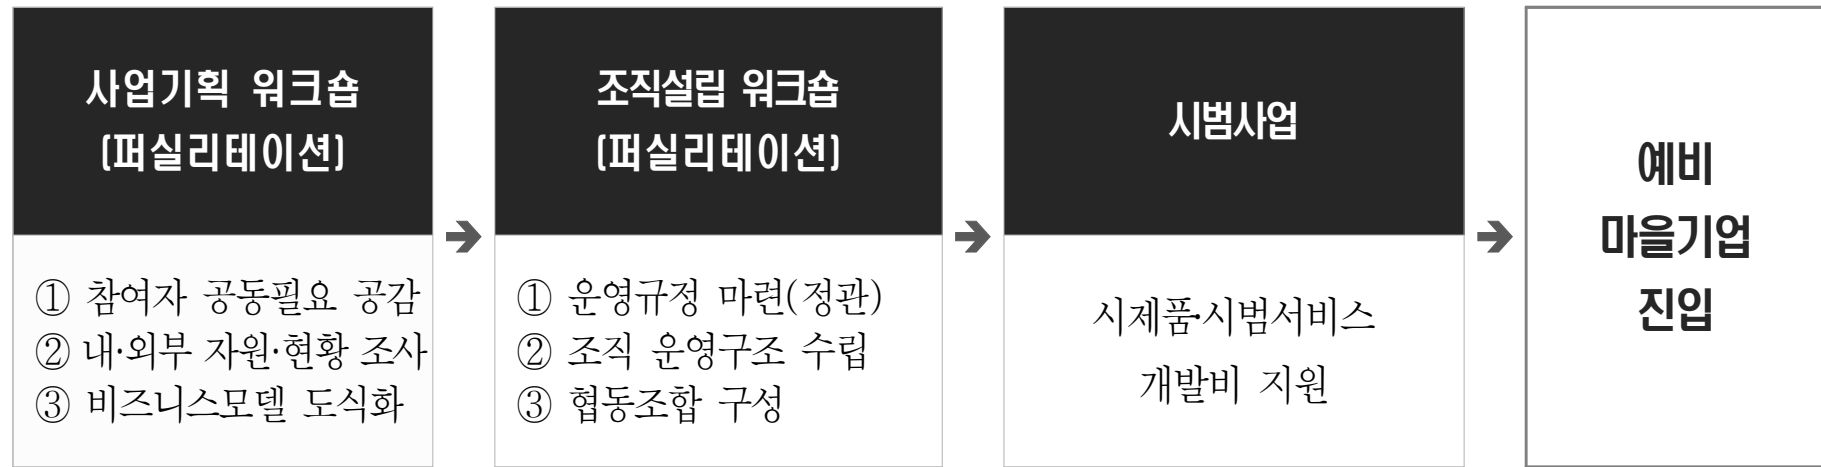 사업기획 워크숍
(퍼실리테이션)
① 참여자 공동필요 공감
② 내·외부 자원·현황 조사
③ 비즈니스모델 도식화
조직설립 워크숍
(퍼실리테이션)
① 운영규정 마련(정관)
② 조직 운영구조 수립
③ 협동조합 구성
시범사업
시제품·시범서비스
개발비 지원
예비
마을기업
진입